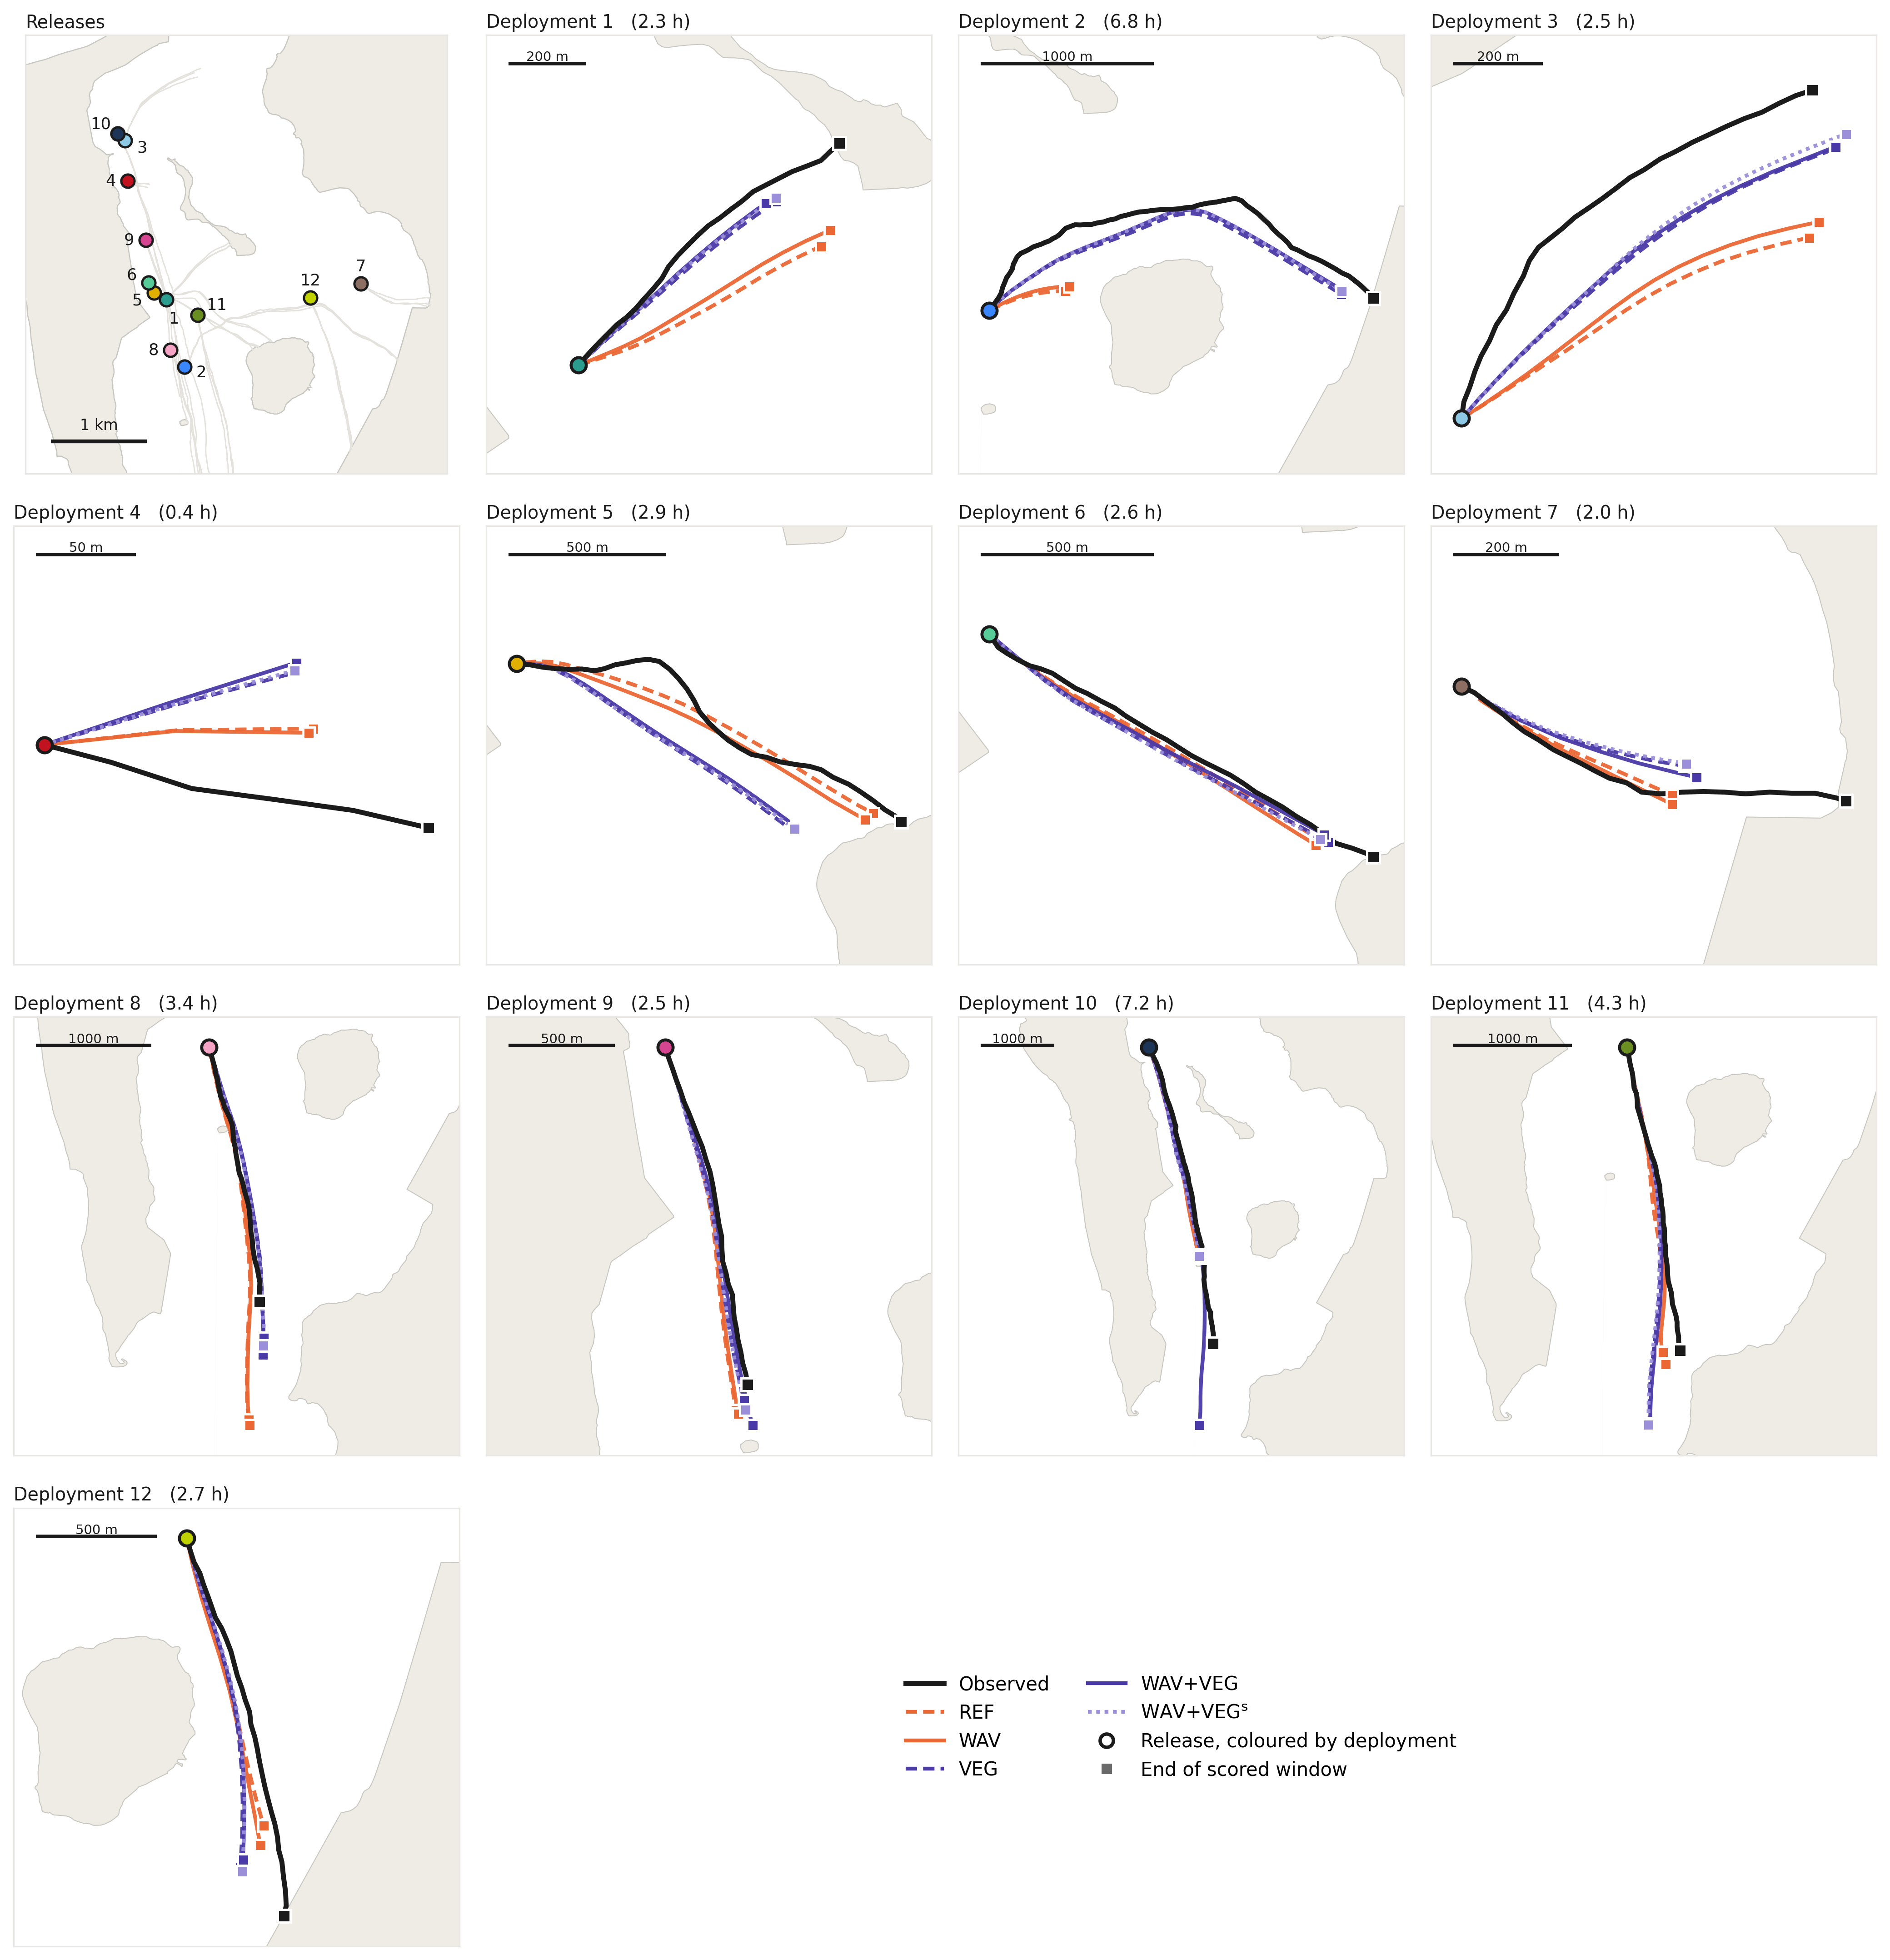 Releases
10
3
4
9
6
5
1
11
12
7
8
2
1 km
Deployment 1 (2.3 h)
200 m
Deployment 2 (6.8 h)
1000 m
Deployment 3 (2.5 h)
200 m
Deployment 4 (0.4 h)
50 m
Deployment 5 (2.9 h)
500 m
Deployment 6 (2.6 h)
500 m
Deployment 7 (2.0 h)
200 m
Deployment 8 (3.4 h)
1000 m
Deployment 9 (2.5 h)
500 m
Deployment 10 (7.2 h)
1000 m
Deployment 11 (4.3 h)
1000 m
Deployment 12 (2.7 h)
500 m
Observed
REF
WAV
VEG
WAV+VEG
WAV+VEGˢ
Release, coloured by deployment
End of scored window